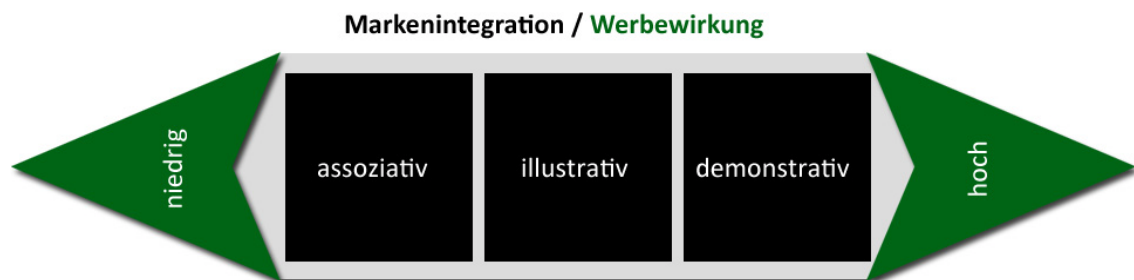 Markenintegration / Werbewirkung
niedrig
assoziativ
illustrativ
demonstrativ
hoch